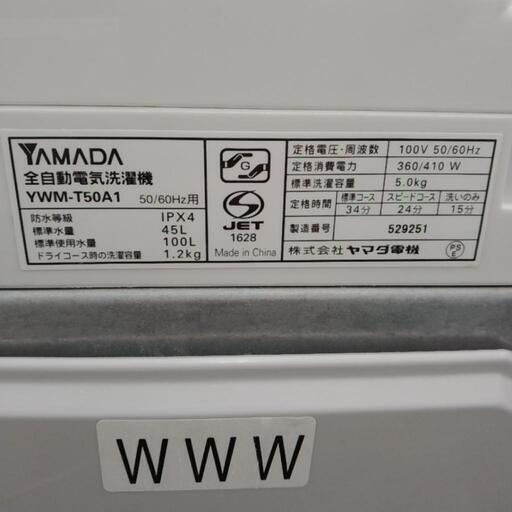 YAMADA
全自動電気洗濯機
YWM-T50A1 50/60Hz用
防水等級 IPX4
標準水量 45L
標準使用水量 100L
ドライコース時の洗濯容量 1.2kg
G
S
JET
1628
Made in China
定格電圧・周波数 100V 50/60Hz
定格消費電力 360/410 W
標準洗濯容量 5.0kg
定格時間 標準コース スピードコース 洗いのみ
34分 24分 15分
製造番号 529251
株式会社ヤマダ電機
PS
E
WWW